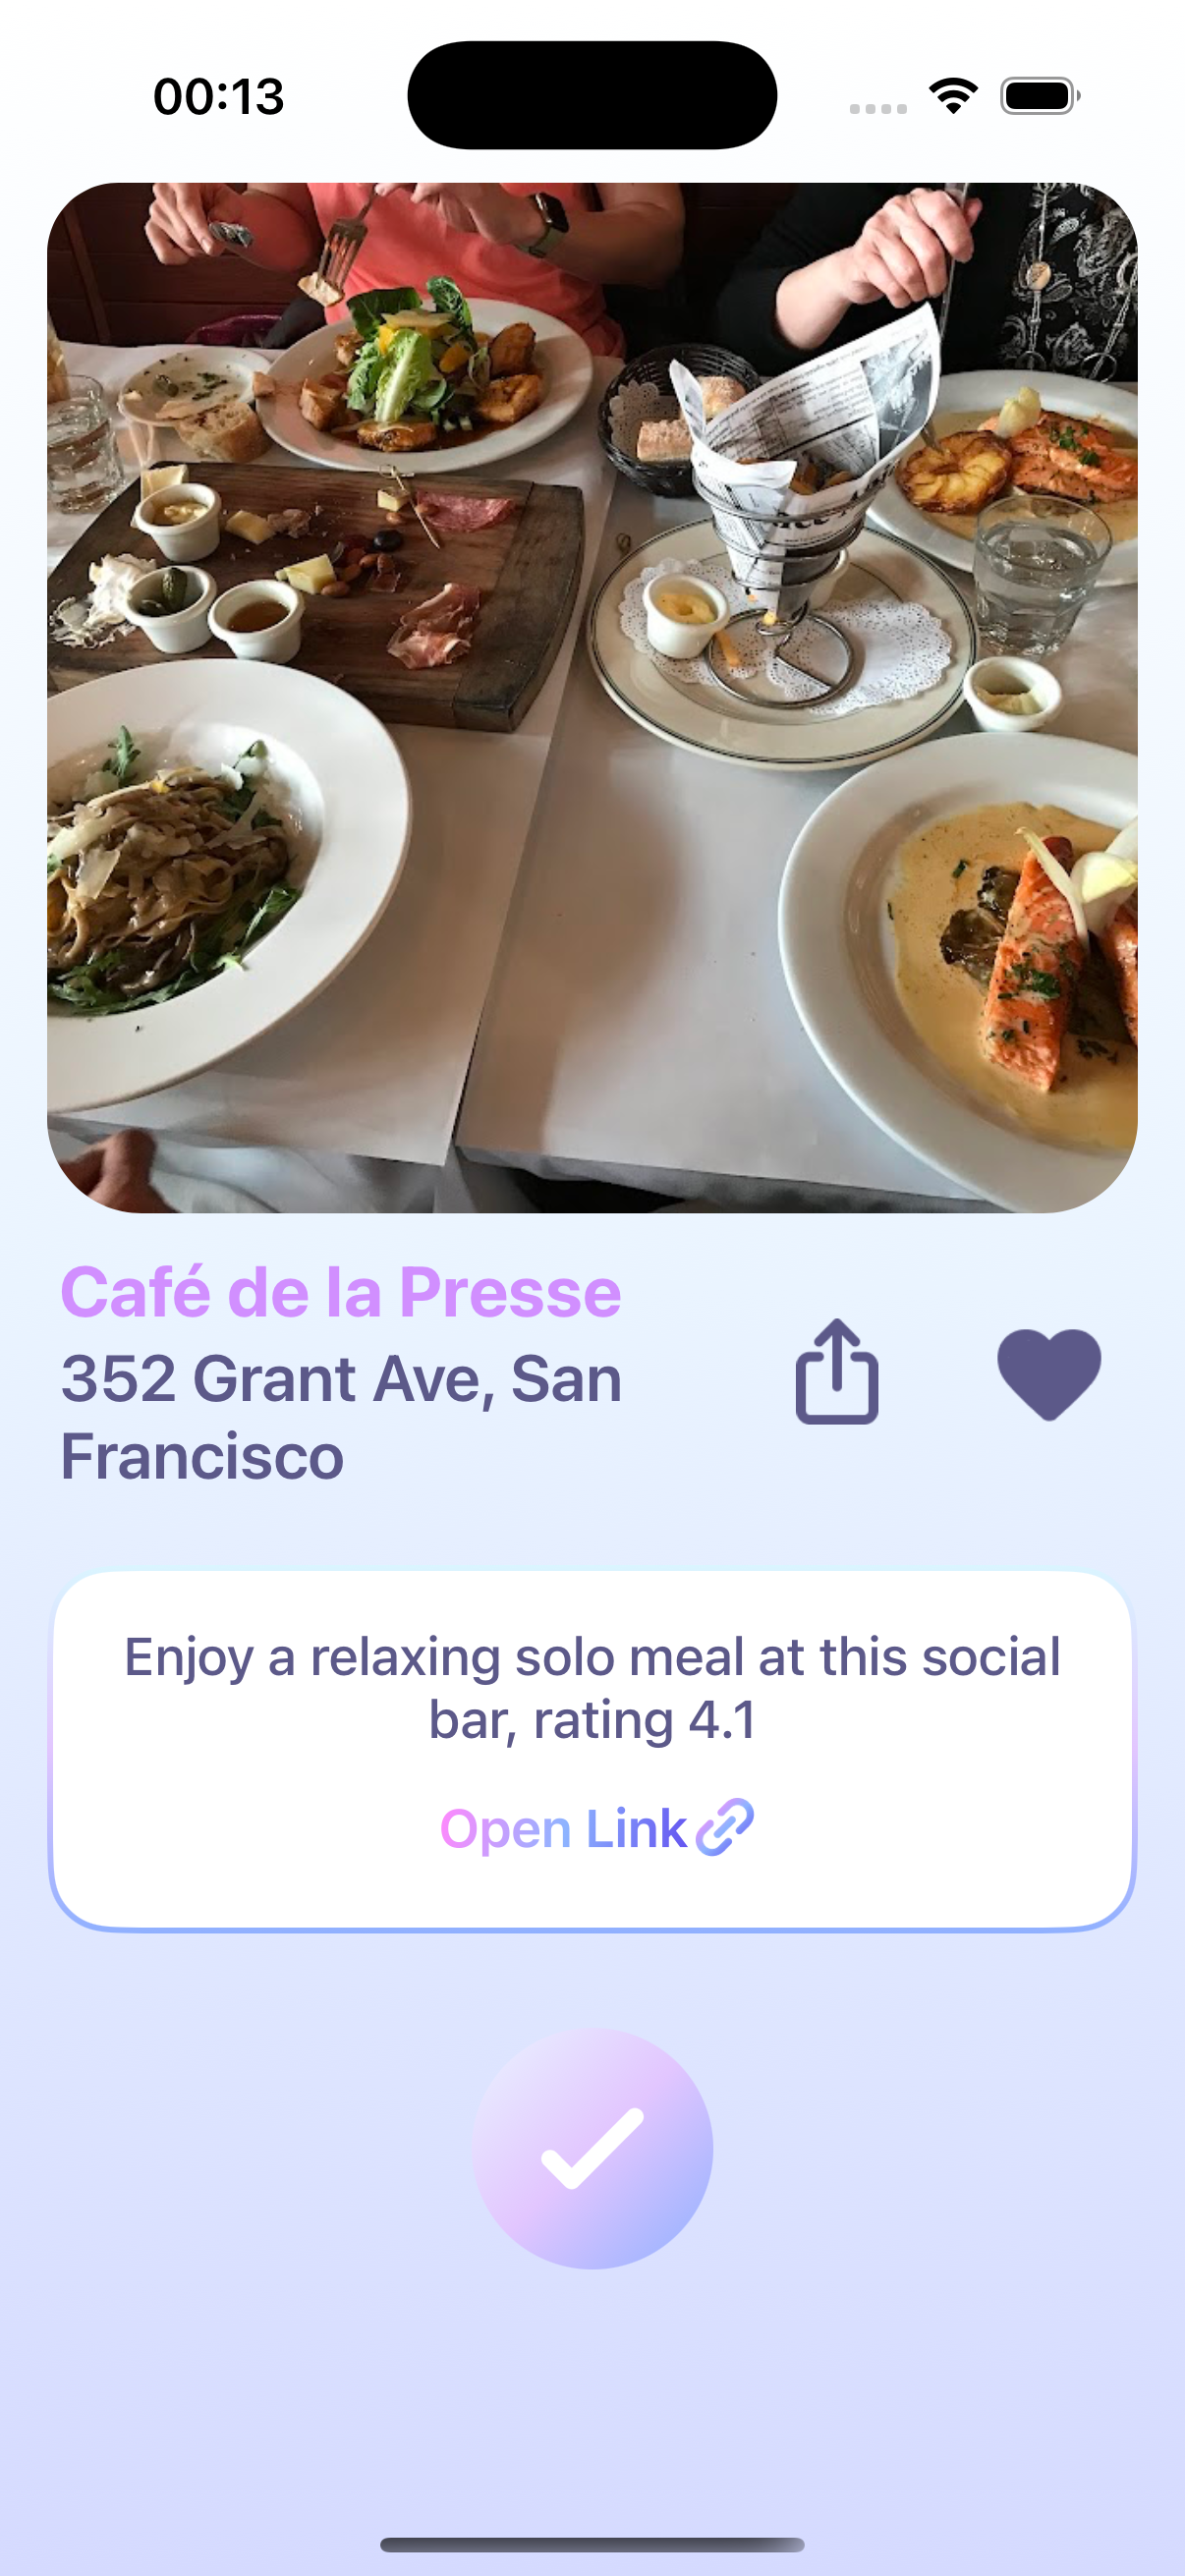 00:13
Café de la Presse
352 Grant Ave, San
Francisco
Enjoy a relaxing solo meal at this social
bar, rating 4.1
Open Link